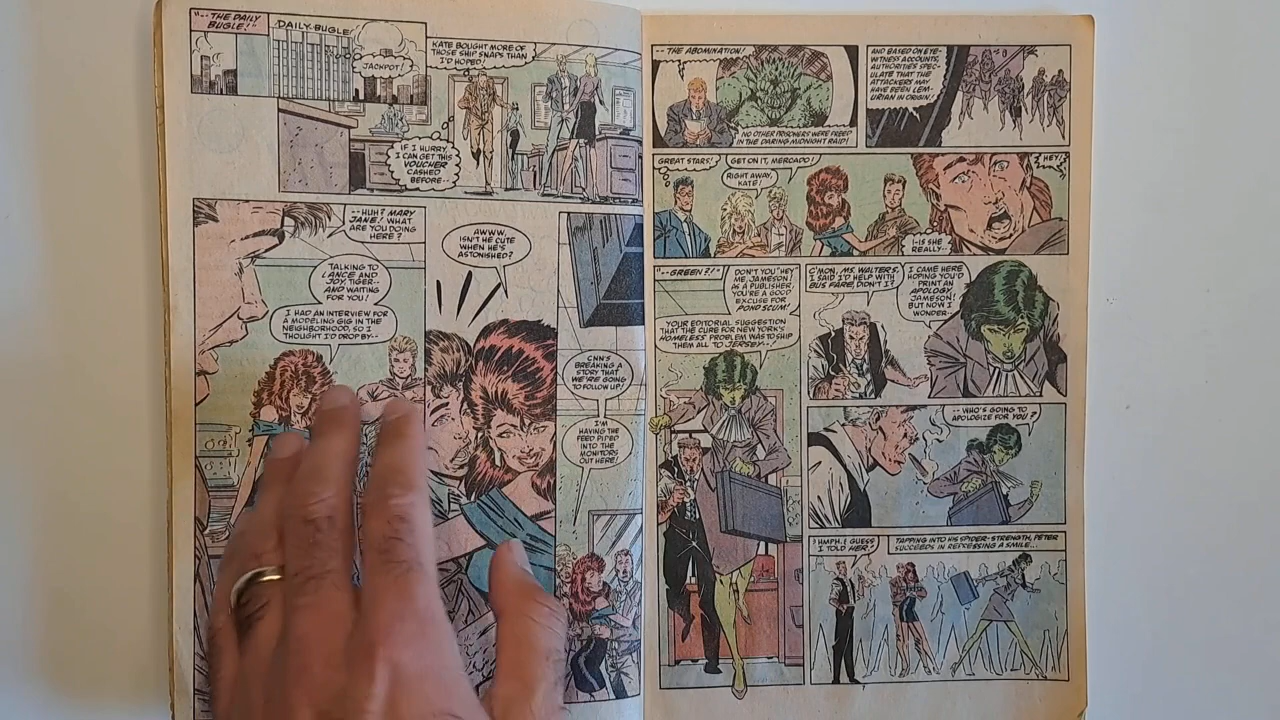 "--THE DAILY
BUGLE!"
DAILY BUGLE
JACKPOT!
KATE BOUGHT MORE OF
THOSE SHIP SNAPS THAN
I'D HOPED!
IF I HURRY,
I CAN GET THIS
VOUCHER
CASHED
BEFORE--
--HUH? MARY
JANE! WHAT
ARE YOU DOING
HERE?
TALKING TO
LANCE AND
JOY, TIGER--
AND WAITING
FOR YOU!
I HAD AN INTERVIEW FOR
A MODELING GIG IN THE
NEIGHBORHOOD, SO I
THOUGHT I'D DROP BY--
AWWW,
ISN'T HE CUTE
WHEN HE'S
ASTONISHED?
CNN'S
BREAKING A
STORY THAT
WE'RE GOING
TO FOLLOW UP!
I'M
HAVING THE
FEED PIPED
INTO THE
MONITORS
OUT HERE!
--THE ABOMINATION!
NO OTHER PRISONERS WERE FREED
IN THE DARING MIDNIGHT RAID!
AND BASED ON EYE-
WITNESS ACCOUNTS,
AUTHORITIES SPEC-
ULATE THAT THE
ATTACKERS MAY
HAVE BEEN LEM-
URIAN IN ORIGIN!
GREAT STARS!
GET ON IT, MERCADO!
RIGHT AWAY,
KATE!
HEY!
I-IS SHE
REALLY--
"--GREEN?!"
DON'T YOU "HEY"
ME, JAMESON!
AS A PUBLISHER,
YOU'RE A GOOD
EXCUSE FOR
POND SCUM!
YOUR EDITORIAL SUGGESTION
THAT THE CURE FOR NEW YORK'S
HOMELESS PROBLEM WAS TO SHIP
THEM ALL TO JERSEY--
C'MON, MS. WALTERS,
I SAID I'D HELP WITH
BUS FARE, DIDN'T I?
I CAME HERE
HOPING YOU'D
PRINT AN
APOLOGY,
JAMESON!
BUT NOW I
WONDER--
--WHO'S GOING TO
APOLOGIZE FOR YOU?
HMPH! GUESS
I TOLD HER!
TAPPING INTO HIS SPIDER-STRENGTH, PETER
SUCCEEDS IN REPRESSING A SMILE...
7